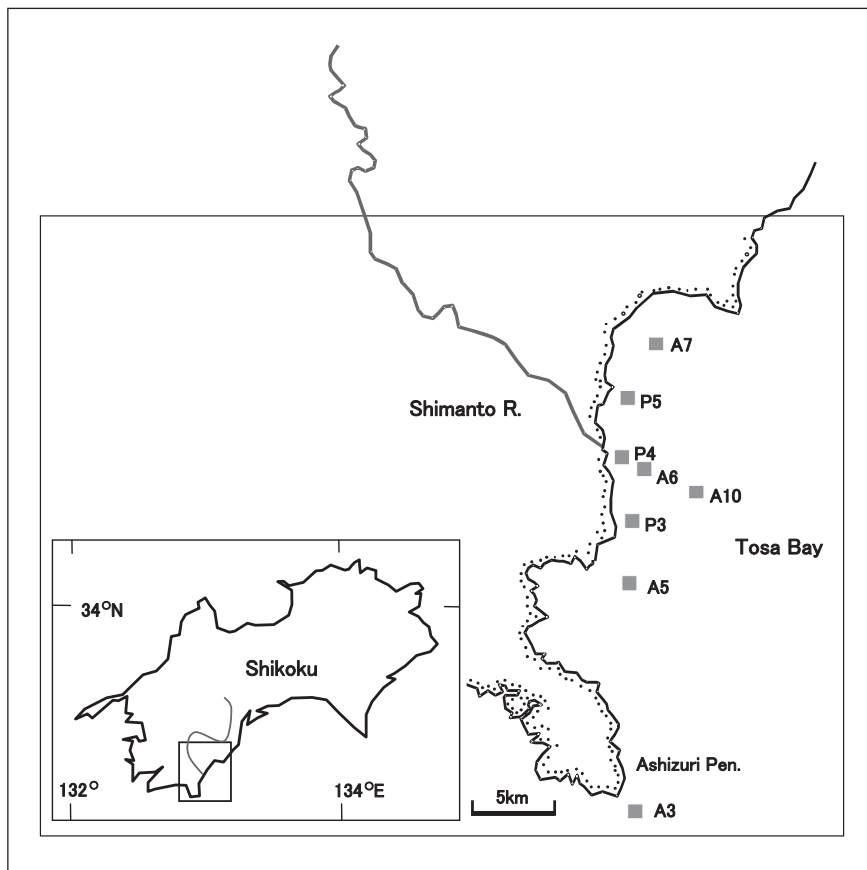 A7
P5
Shimanto R.
P4
A6
A10
P3
Tosa Bay
A5
34°N
Shikoku
Ashizuri Pen.
132°
134°E
5km
A3